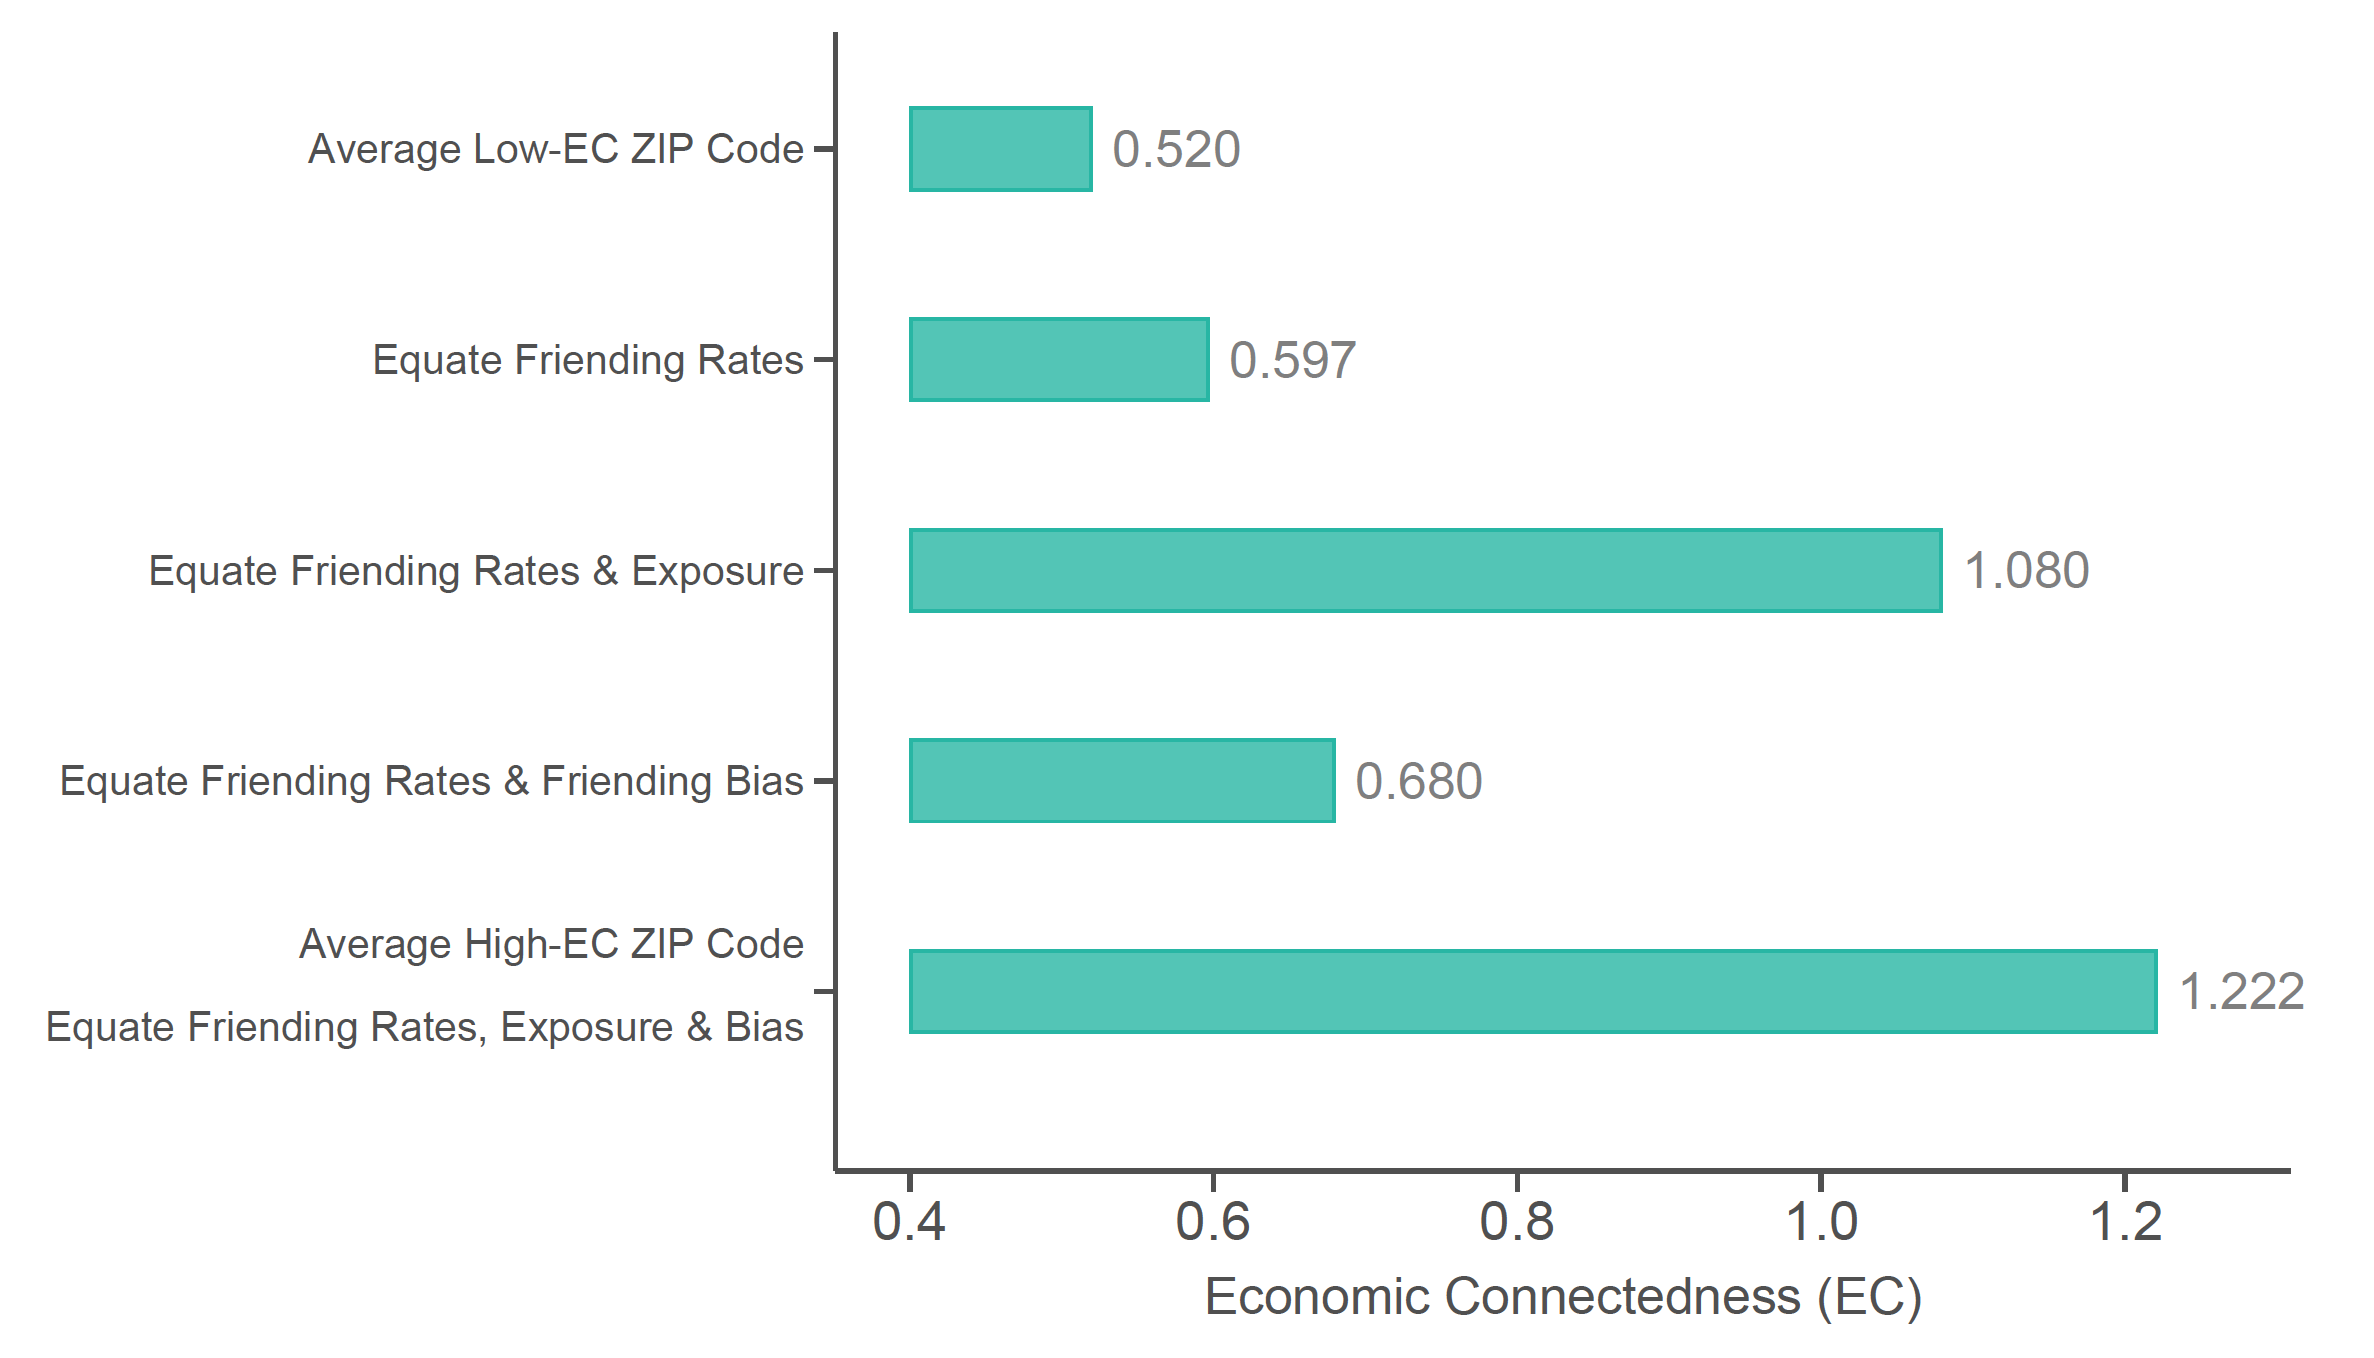 Average Low-EC ZIP Code
0.520
Equate Friending Rates
0.597
Equate Friending Rates & Exposure
1.080
Equate Friending Rates & Friending Bias
0.680
Average High-EC ZIP Code
Equate Friending Rates, Exposure & Bias
1.222
0.4
0.6
0.8
1.0
1.2
Economic Connectedness (EC)